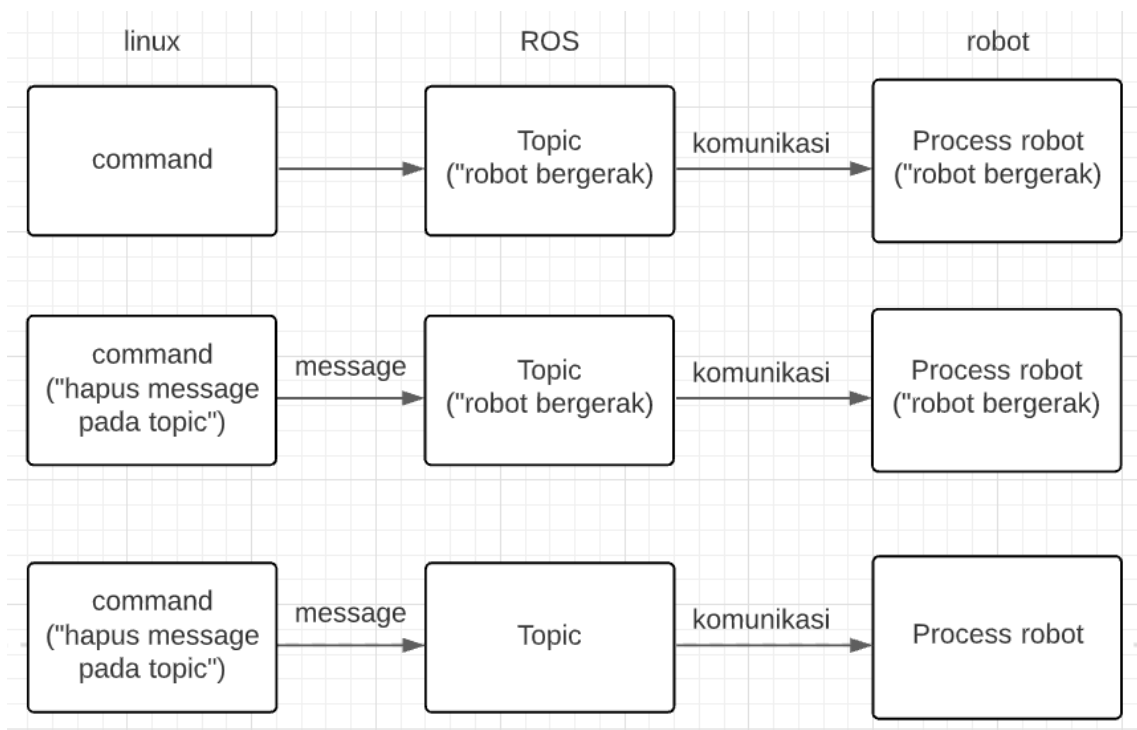 linux
ROS
robot
command
Topic
("robot bergerak)
komunikasi
Process robot
("robot bergerak)
command
("hapus message
pada topic")
message
Topic
("robot bergerak)
komunikasi
Process robot
("robot bergerak)
command
("hapus message
pada topic")
message
Topic
komunikasi
Process robot